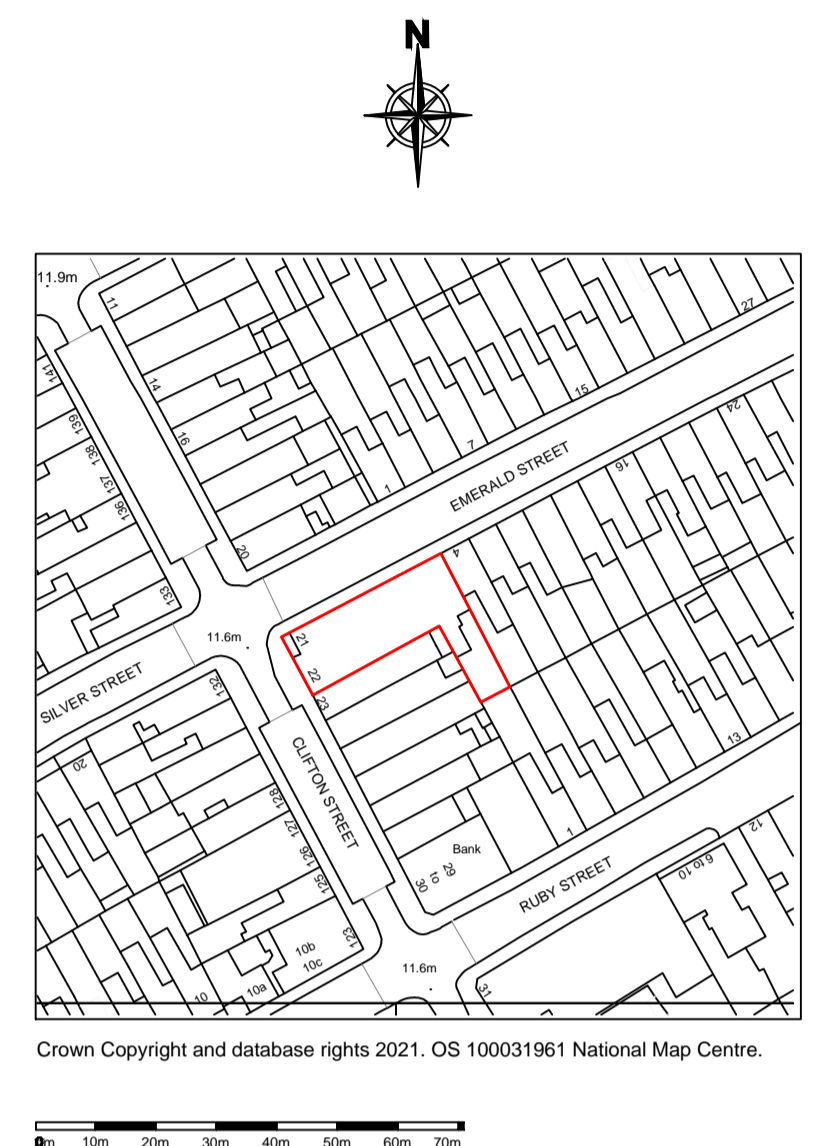 N
11.9m
11
27
141
14
15
24
139
16
7
138
EMERALD STREET
16
137
1
136
20
4
133
11.6m
21
22
SILVER STREET
132
23
20
CLIFTON STREET
13
128
127
1
12
126
Bank
125
30 to 29
RUBY STREET
6 to 10
123
10b
10c
11.6m
10
10a
31
Crown Copyright and database rights 2021. OS 100031961 National Map Centre.
0m 10m 20m 30m 40m 50m 60m 70m